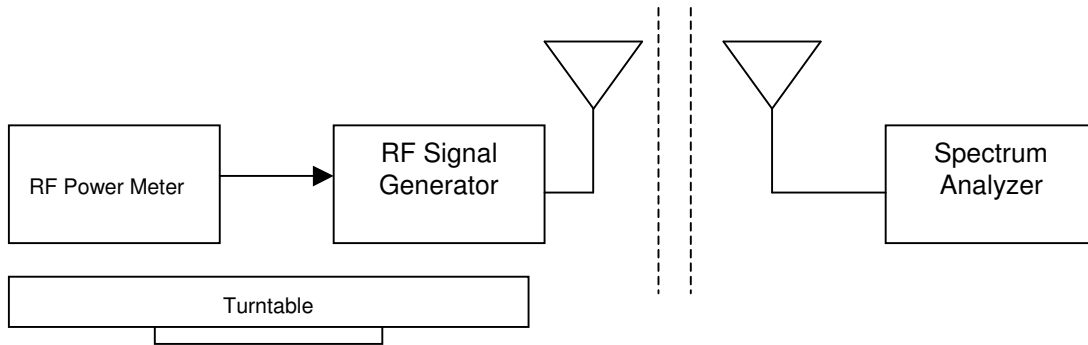 RF Power Meter
RF Signal
Generator
Spectrum
Analyzer
Turntable